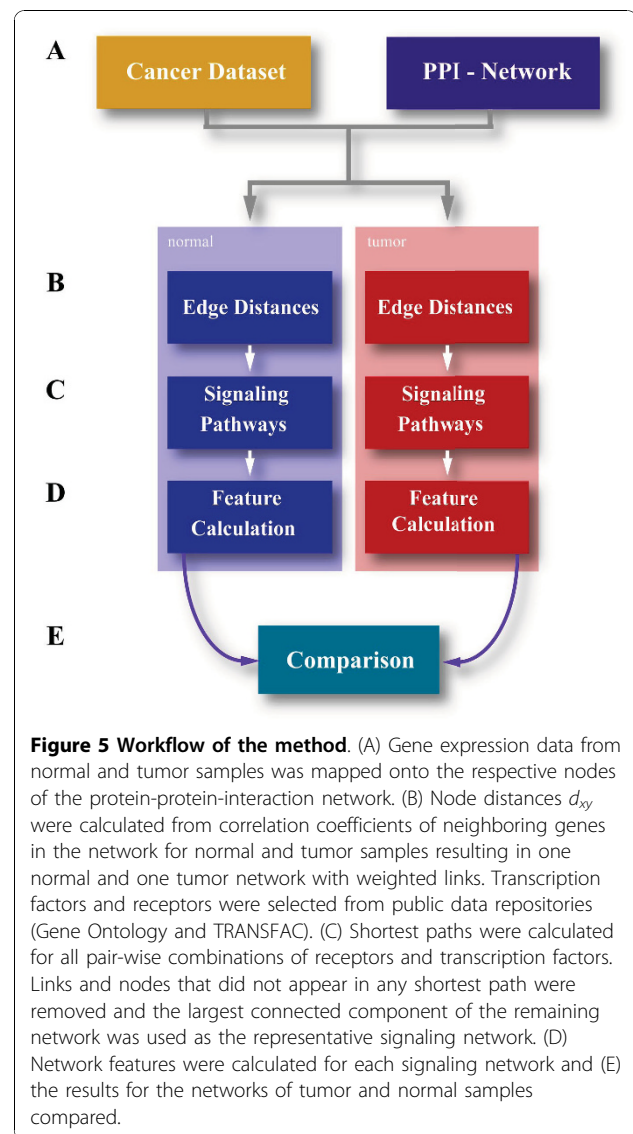 A
Cancer Dataset
PPI - Network
normal
tumor
B
Edge Distances
Edge Distances
C
Signaling
Pathways
Signaling
Pathways
D
Feature
Calculation
Feature
Calculation
E
Comparison
Figure 5 Workflow of the method. (A) Gene expression data from
normal and tumor samples was mapped onto the respective nodes
of the protein-protein-interaction network. (B) Node distances dxy
were calculated from correlation coefficients of neighboring genes
in the network for normal and tumor samples resulting in one
normal and one tumor network with weighted links. Transcription
factors and receptors were selected from public data repositories
(Gene Ontology and TRANSFAC). (C) Shortest paths were calculated
for all pair-wise combinations of receptors and transcription factors.
Links and nodes that did not appear in any shortest path were
removed and the largest connected component of the remaining
network was used as the representative signaling network. (D)
Network features were calculated for each signaling network and (E)
the results for the networks of tumor and normal samples
compared.